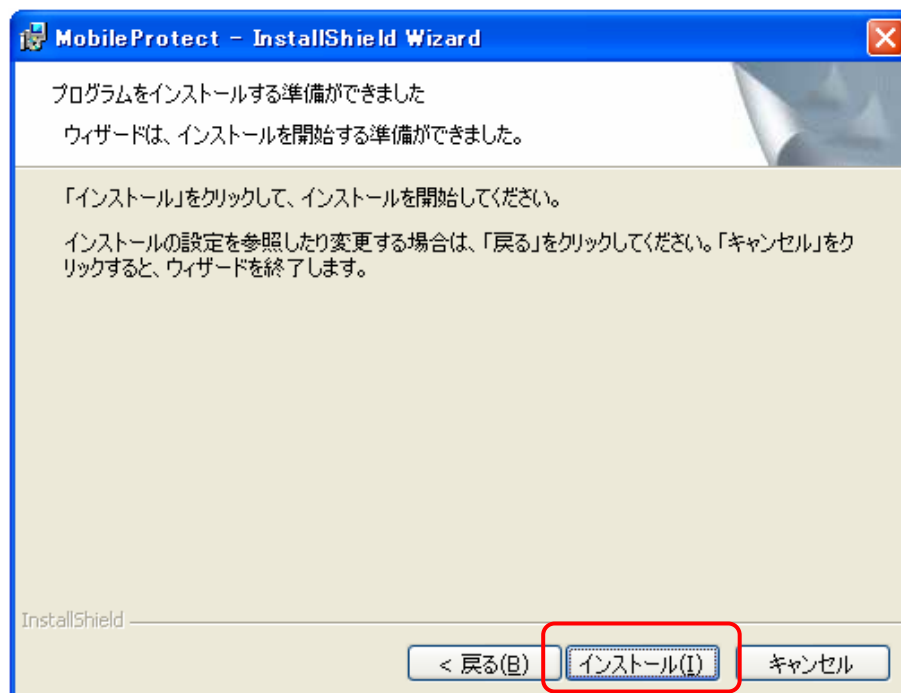 MobileProtect - InstallShield Wizard
プログラムをインストールする準備ができました
ウィザードは、インストールを開始する準備ができました。
「インストール」をクリックして、インストールを開始してください。
インストールの設定を参照したり変更する場合は、「戻る」をクリックしてください。「キャンセル」をク
リックすると、ウィザードを終了します。
InstallShield
< 戻る(B) インストール(I) キャンセル